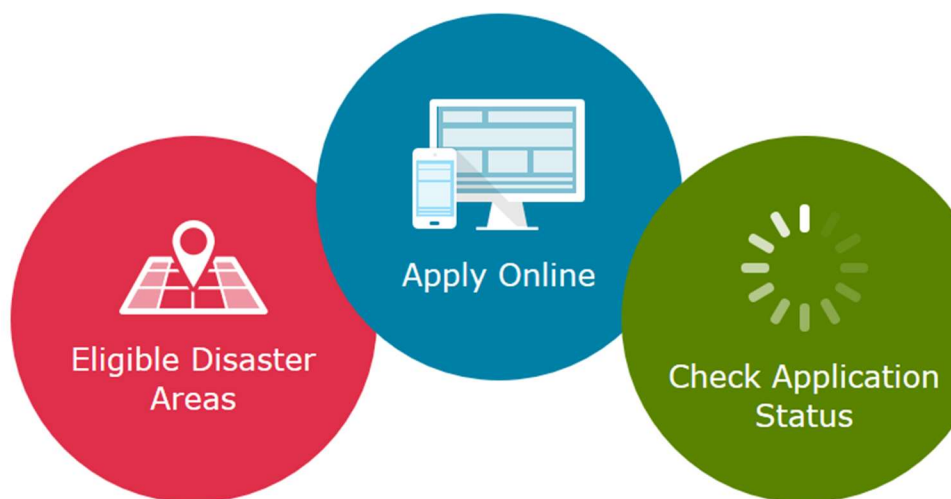 Eligible Disaster
Areas
Apply Online
Check Application
Status